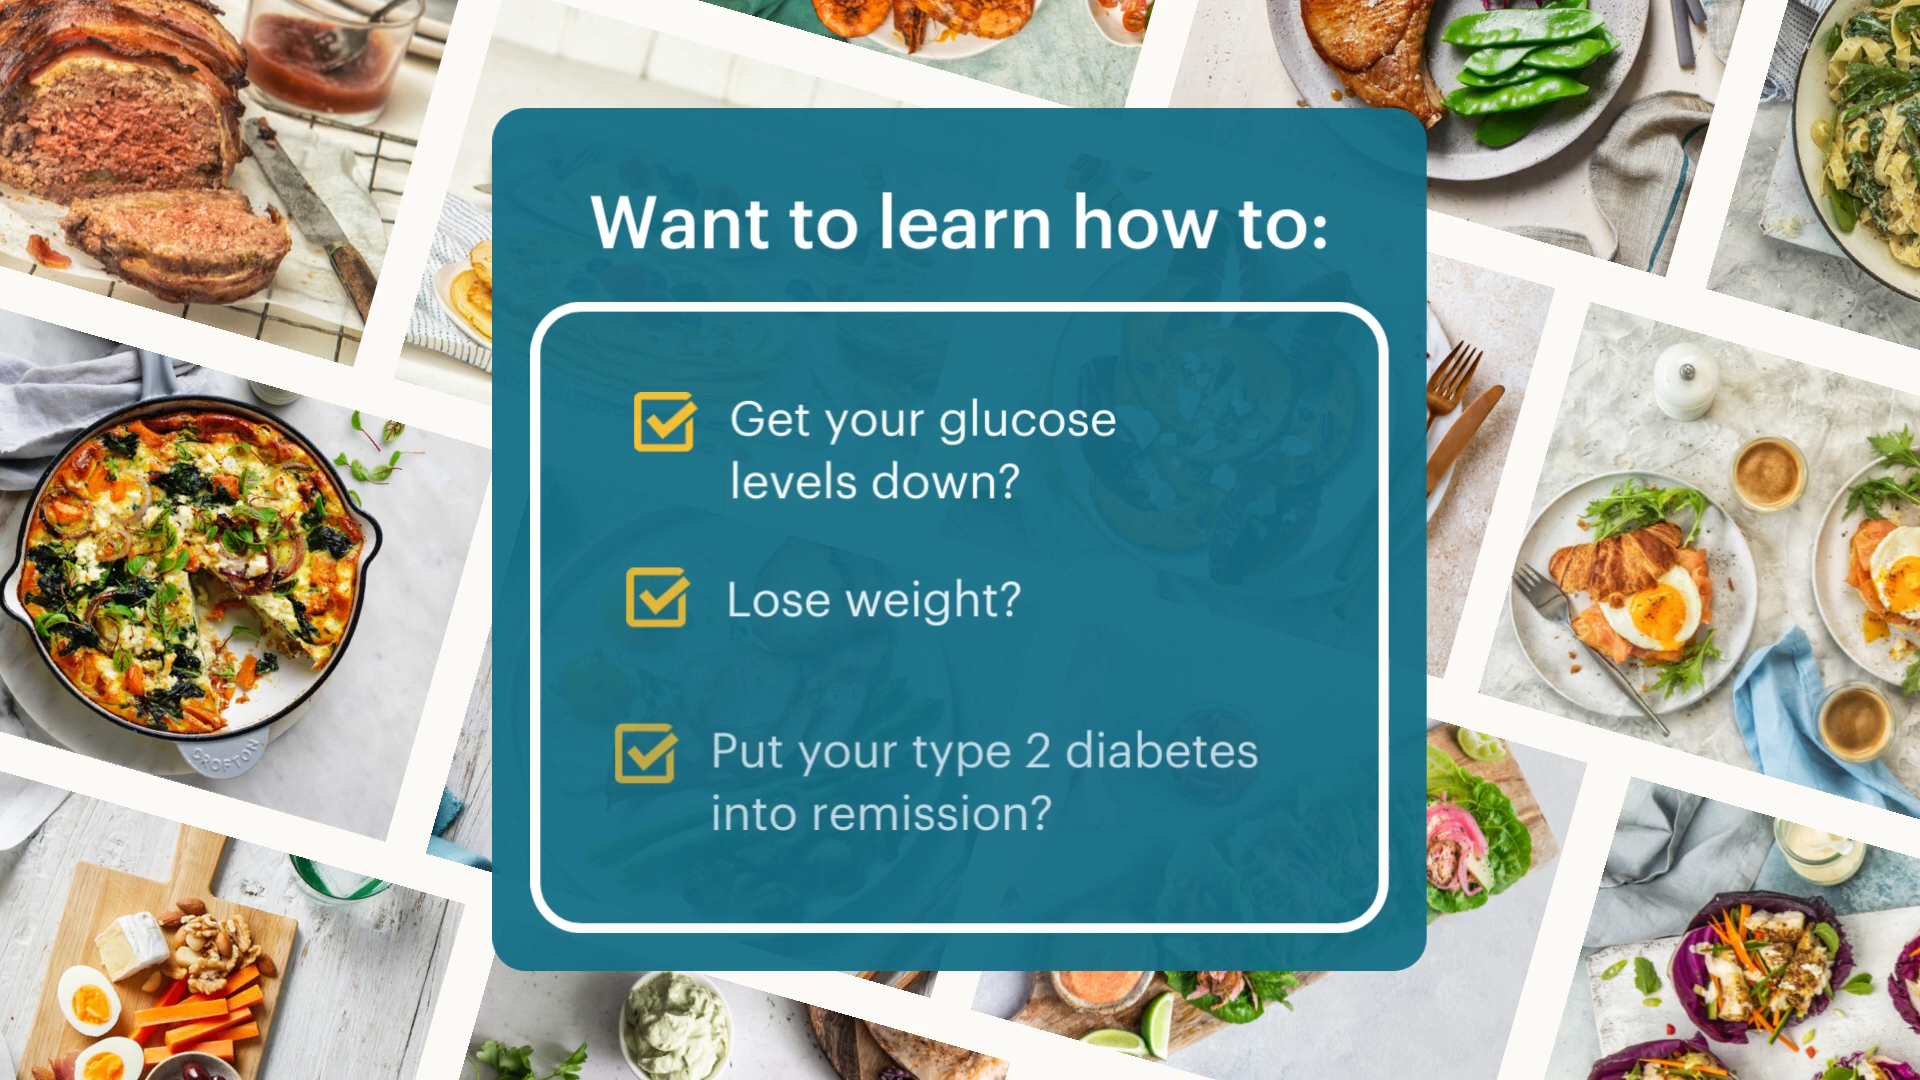 Want to learn how to:
Get your glucose
levels down?
Lose weight?
Put your type 2 diabetes
into remission?
CROFTON